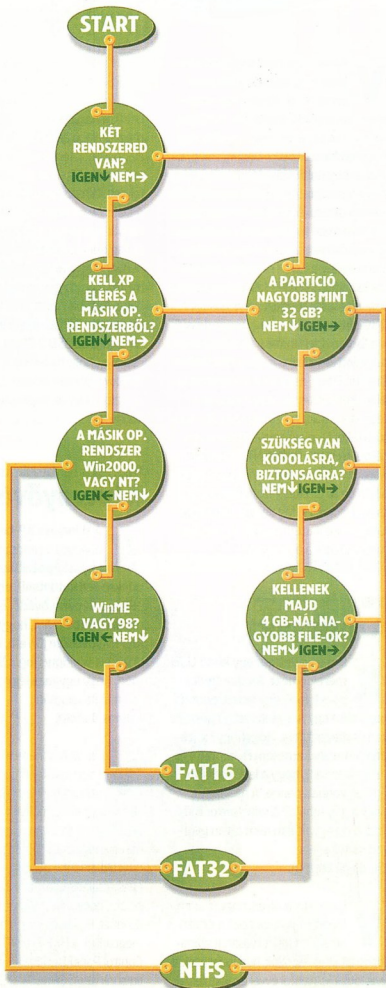 START
KÉT
RENDSZERED
VAN?
IGEN↓NEM→
KELL XP
ELÉRÉS A
MÁSIK OP.
RENDSZERBŐL?
IGEN↓NEM→
A PARTÍCIÓ
NAGYOBB MINT
32 GB?
NEM↓IGEN→
A MÁSIK OP.
RENDSZER
Win2000,
VAGY NT?
IGEN←NEM↓
SZÜKSÉG VAN
KÓDOLÁSRA,
BIZTONSÁGRA?
NEM↓IGEN→
WinME
VAGY 98?
IGEN←NEM↓
KELLENEK
MAJD
4 GB-NÁL NA-
GYOBB FILE-OK?
NEM↓IGEN→
FAT16
FAT32
NTFS